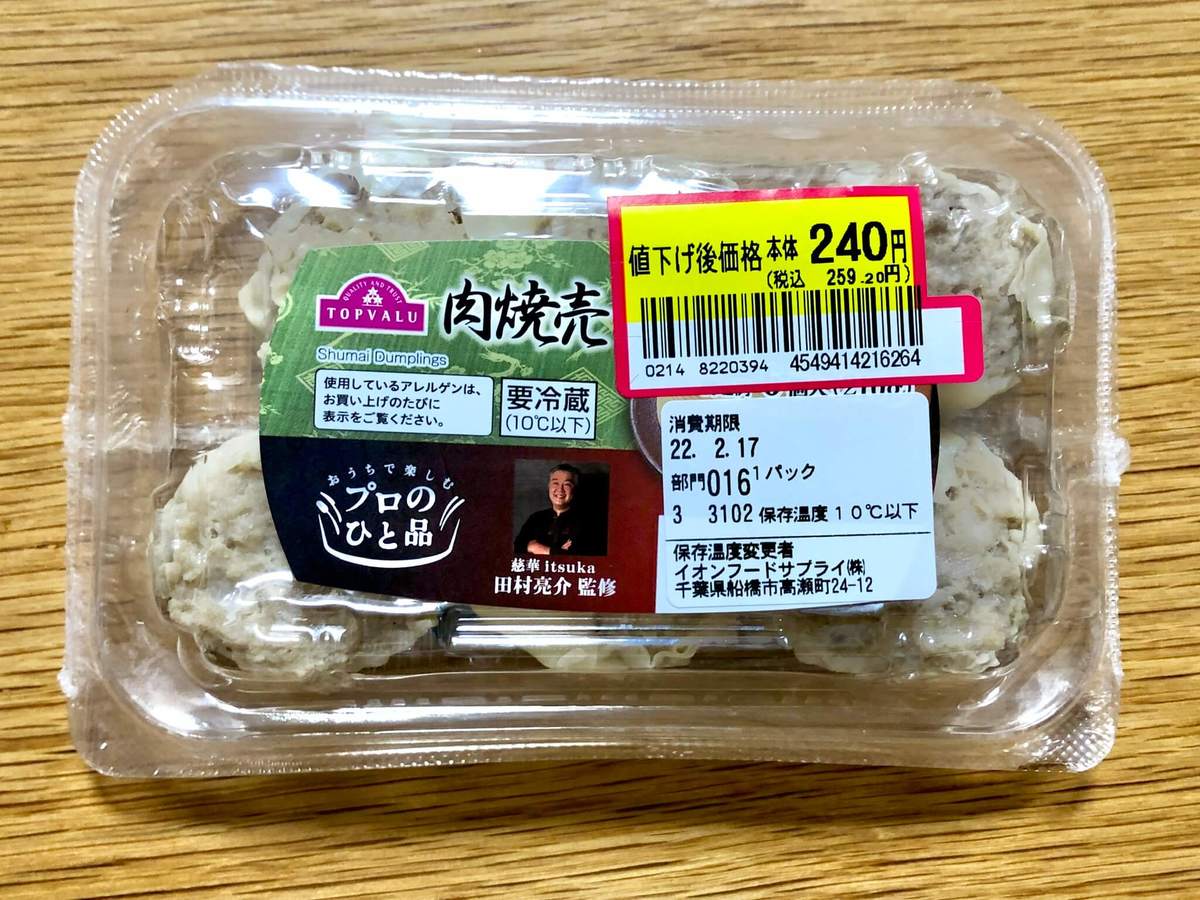 QUALITY AND TRUST
TOPVALU
肉焼売
Shumai Dumplings
使用しているアレルゲンは、
お買い上げのたびに
表示をご覧ください。
要冷蔵
(10℃以下)
おうちで楽しむ
プロの
ひと品
慈華 itsuka
田村亮介 監修
値下げ後価格 本体 240円
(税込 259.20円)
0214 8220394 4549414216264
消費期限
22. 2.17
部門016 1パック
3 3102 保存温度 10℃以下
保存温度変更者
イオンフードサプライ(株)
千葉県船橋市高瀬町24-12